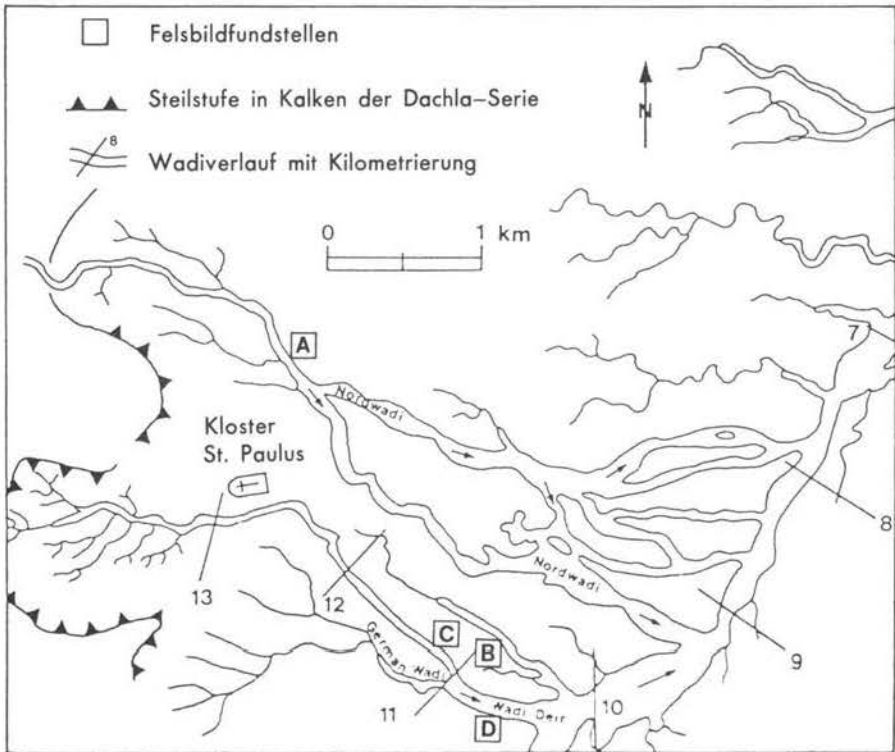 Felsbildfundstellen
Steilstufe in Kalken der Dachla-Serie
8
Wadiverlauf mit Kilometrierung
N
0 1 km
A
Nordwadi
7
Kloster
St. Paulus
8
13
12
Nordwadi
C
B
German Wadi
9
11
Wadi Deir
10
D